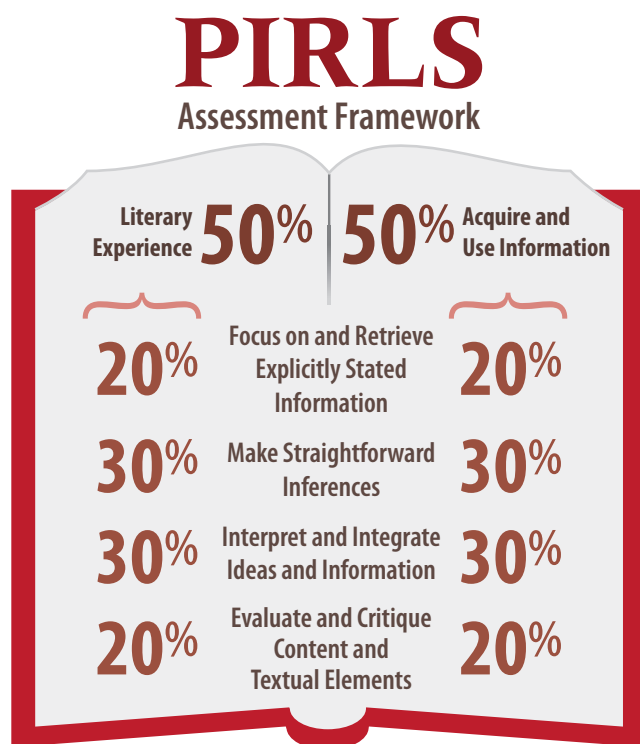 PIRLS
Assessment Framework
Literary
Experience
50%
50%
Acquire and
Use Information
20%
Focus on and Retrieve
Explicitly Stated
Information
20%
30%
Make Straightforward
Inferences
30%
30%
Interpret and Integrate
Ideas and Information
30%
20%
Evaluate and Critique
Content and
Textual Elements
20%